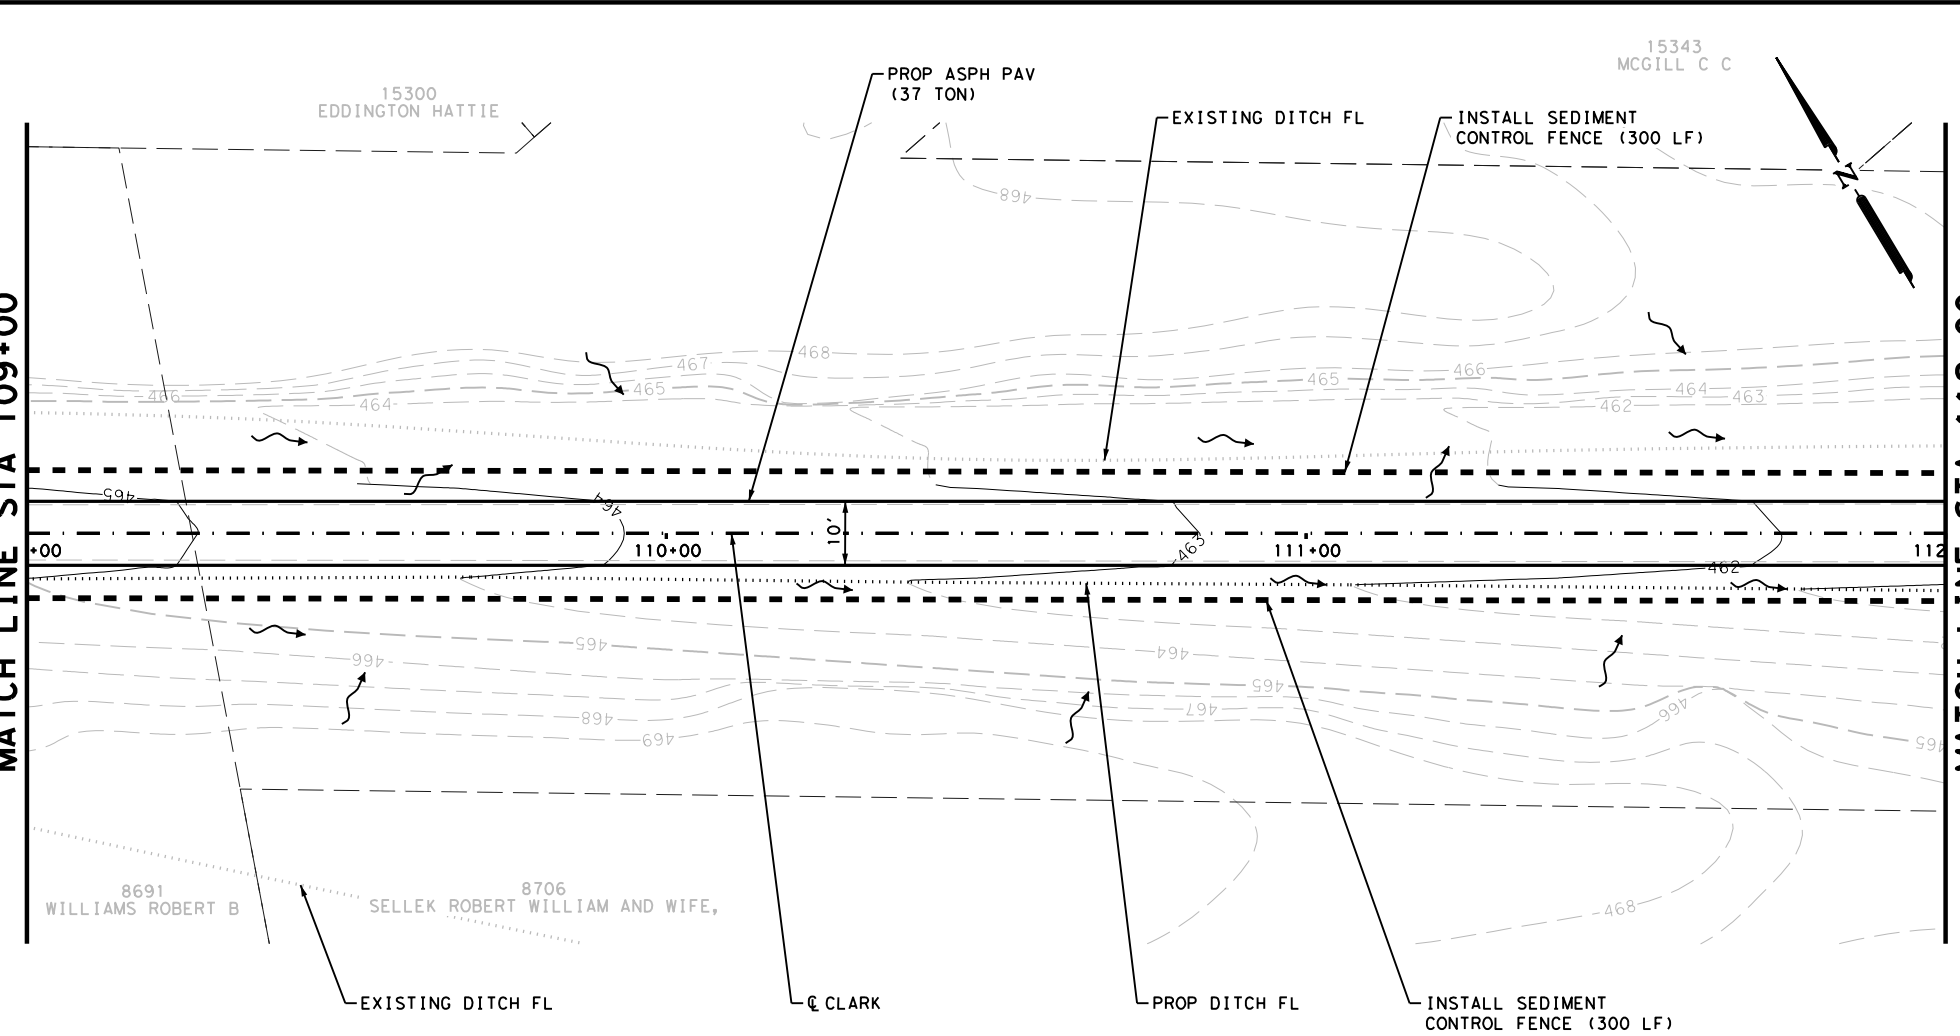 15343
MCGILL C C
PROP ASPH PAV
(37 TON)
15300
EDDINGTON HATTIE
EXISTING DITCH FL
INSTALL SEDIMENT
CONTROL FENCE (300 LF)
N
468
468
467
466
465
465
464
463
466
464
462
MATCH LINE STA 109+00
465
464
10'
+00
110+00
111+00
112
463
462
465
464
466
465
467
466
468
469
465
468
8691
WILLIAMS ROBERT B
8706
SELLEK ROBERT WILLIAM AND WIFE,
EXISTING DITCH FL
℄ CLARK
PROP DITCH FL
INSTALL SEDIMENT
CONTROL FENCE (300 LF)